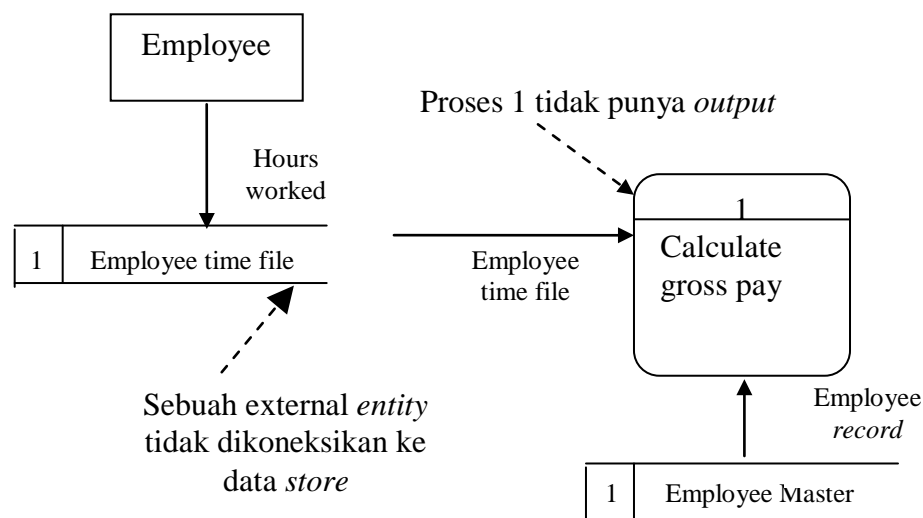 Employee
Proses 1 tidak punya output
Hours
worked
1
1 Employee time file
Employee
time file
Calculate
gross pay
Sebuah external entity
tidak dikoneksikan ke
data store
Employee
record
1 Employee Master